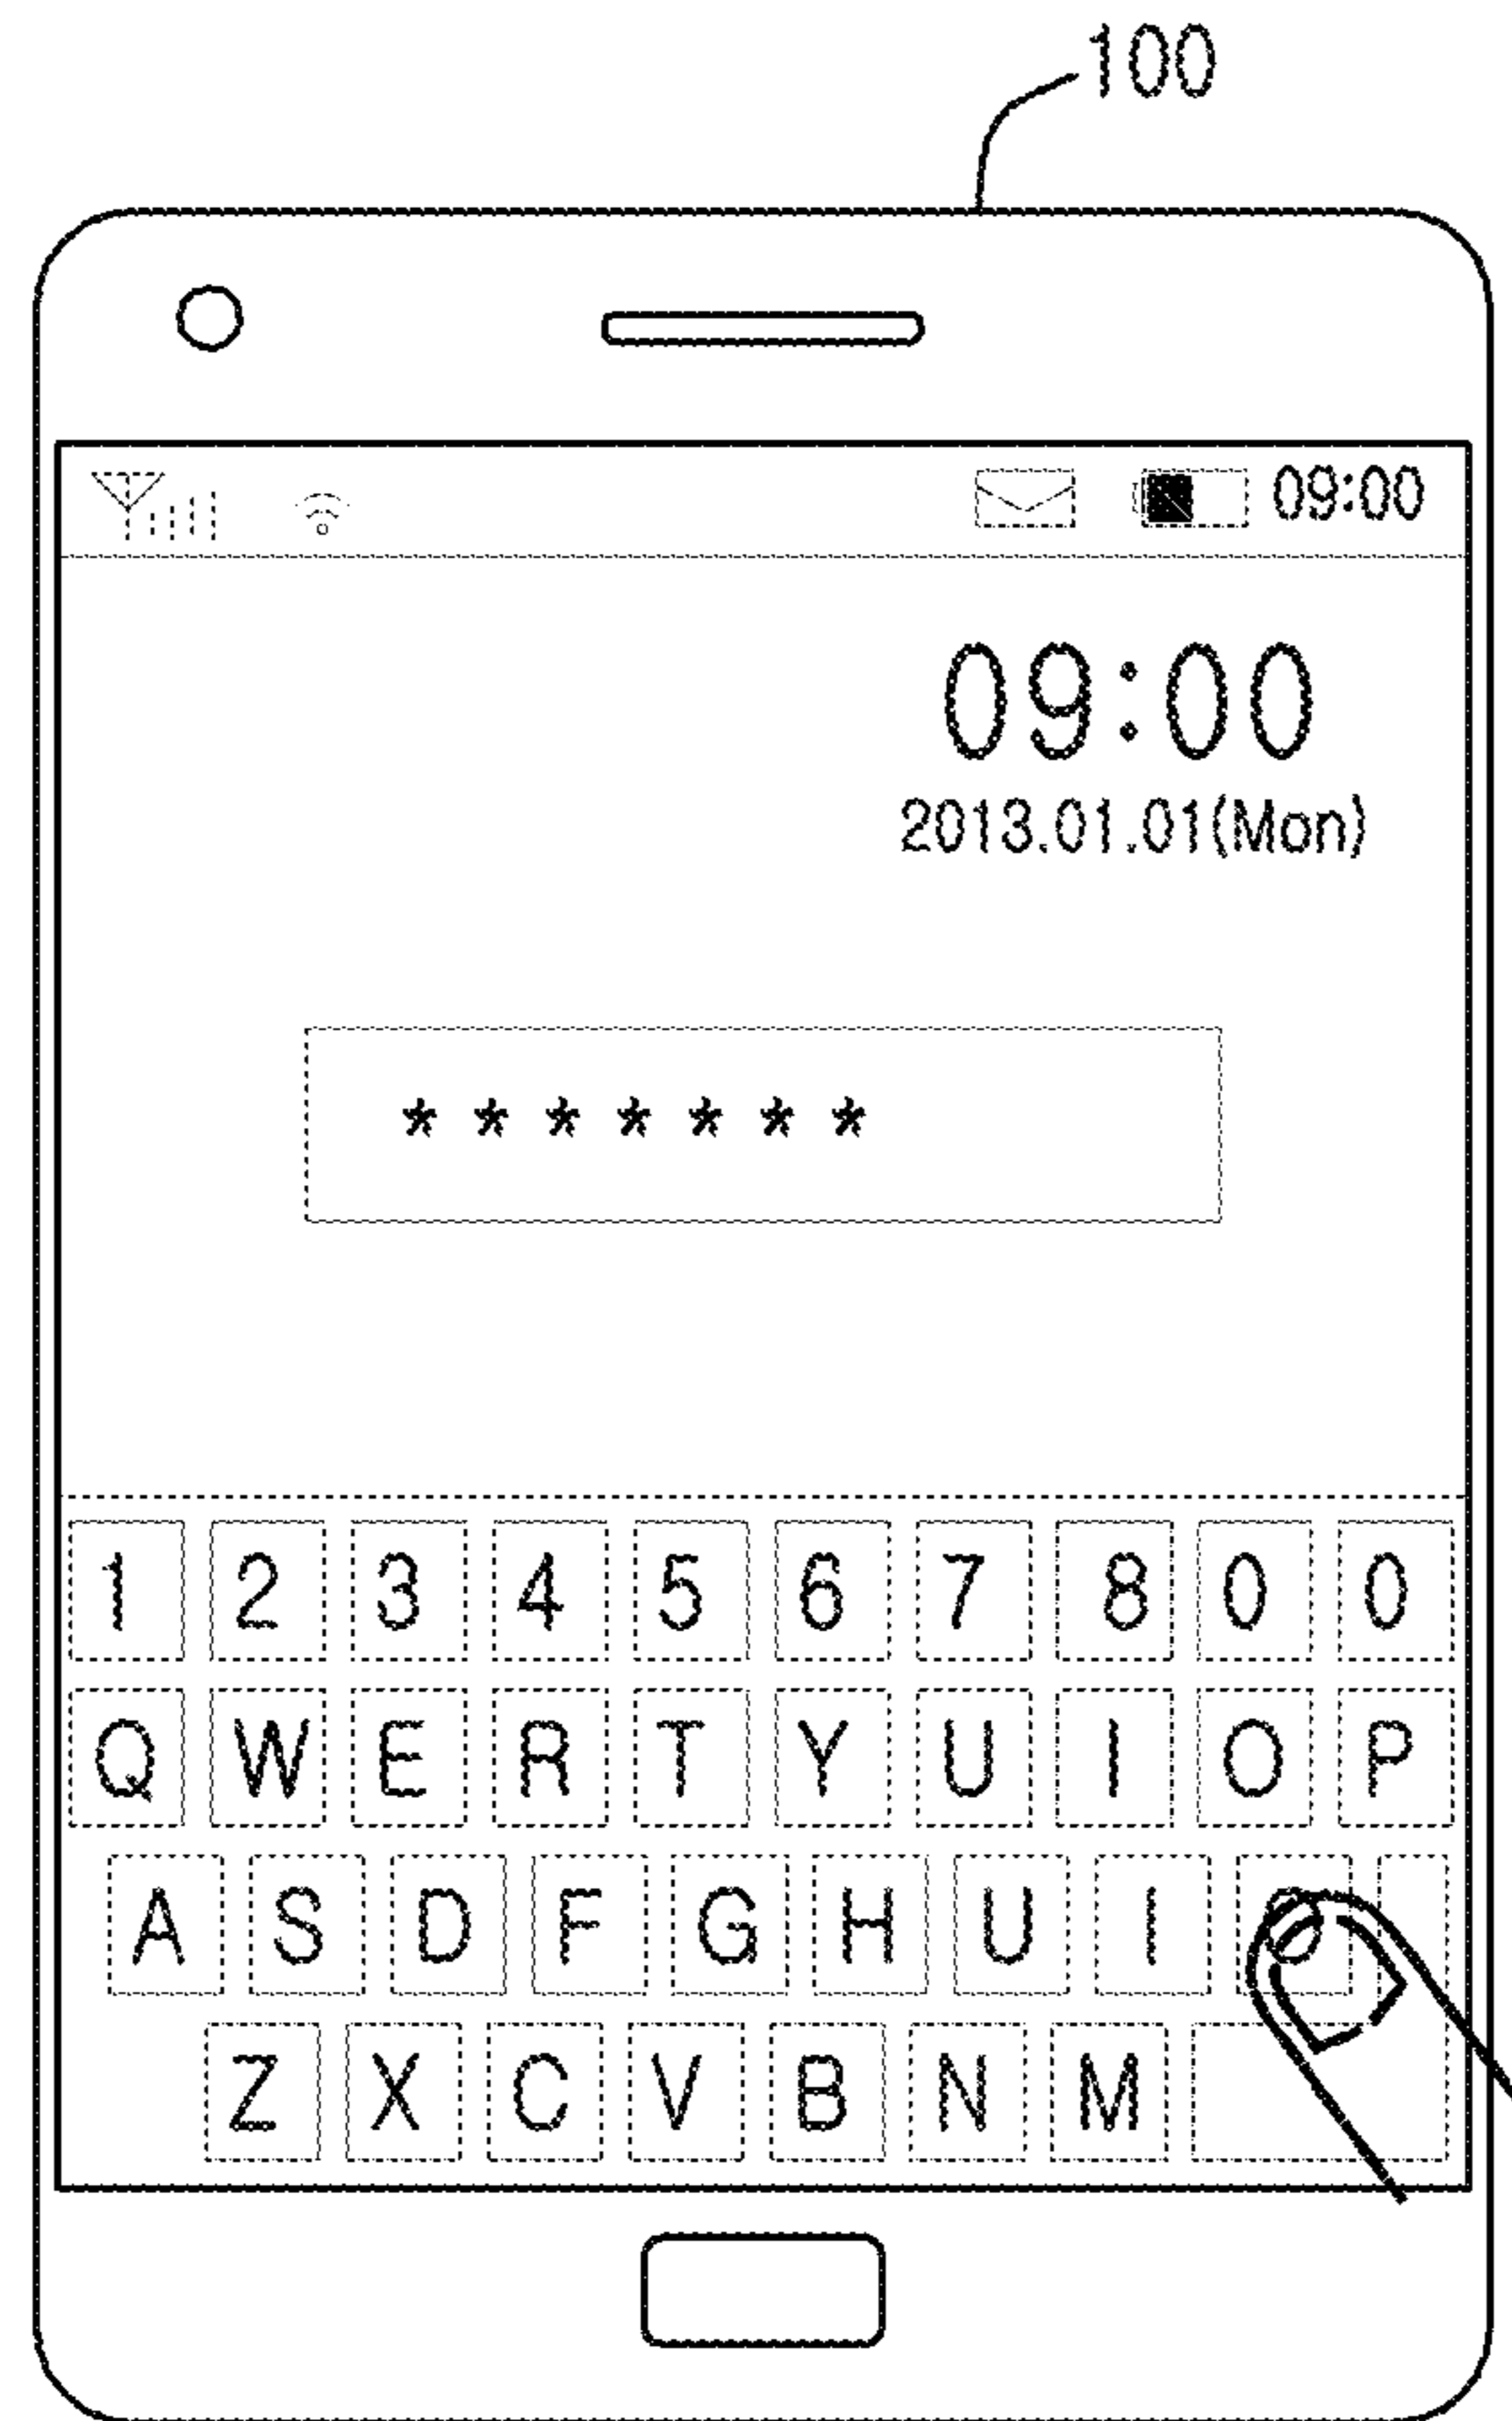 100
09:00
09:00
2013.01.01(Mon)
* * * * * * *
1 2 3 4 5 6 7 8 0 0
Q W E R T Y U I O P
A S D F G H U I O
Z X C V B N M